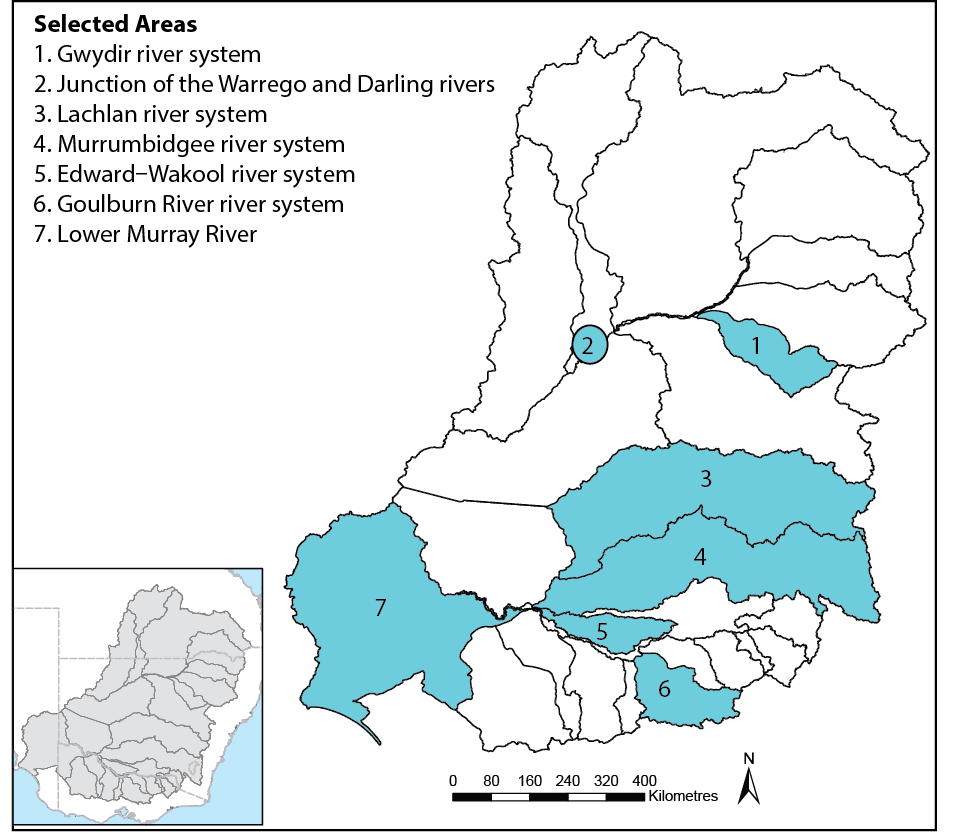 Selected Areas
1. Gwydir river system
2. Junction of the Warrego and Darling rivers
3. Lachlan river system
4. Murrumbidgee river system
5. Edward–Wakool river system
6. Goulburn River river system
7. Lower Murray River
2
1
3
4
7
5
6
N
0 80 160 240 320 400
Kilometres